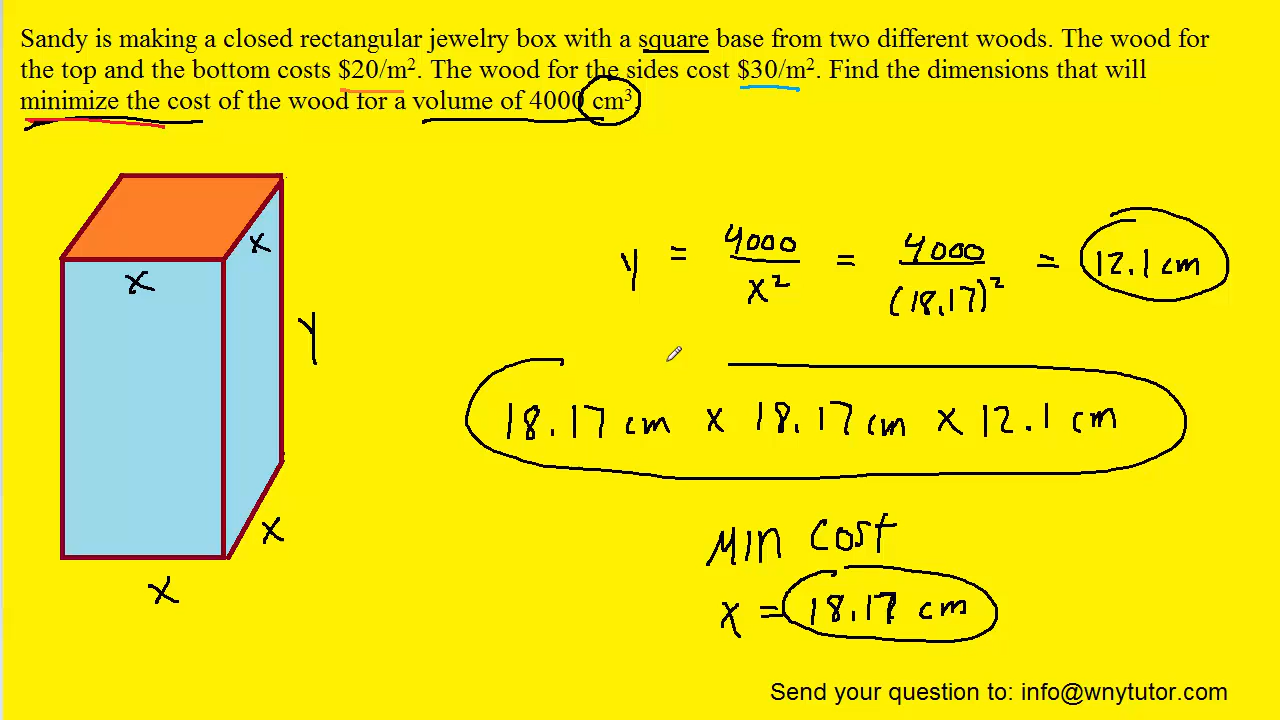 Sandy is making a closed rectangular jewelry box with a square base from two different woods. The wood for
the top and the bottom costs $20/m². The wood for the sides cost $30/m². Find the dimensions that will
minimize the cost of the wood for a volume of 4000 cm³.
x
x
y
x
x
y = 4000/x² = 4000/(18.17)² = 12.1 cm
18.17 cm x 18.17 cm x 12.1 cm
MIN COST
x = 18.17 cm
Send your question to: info@wnytutor.com